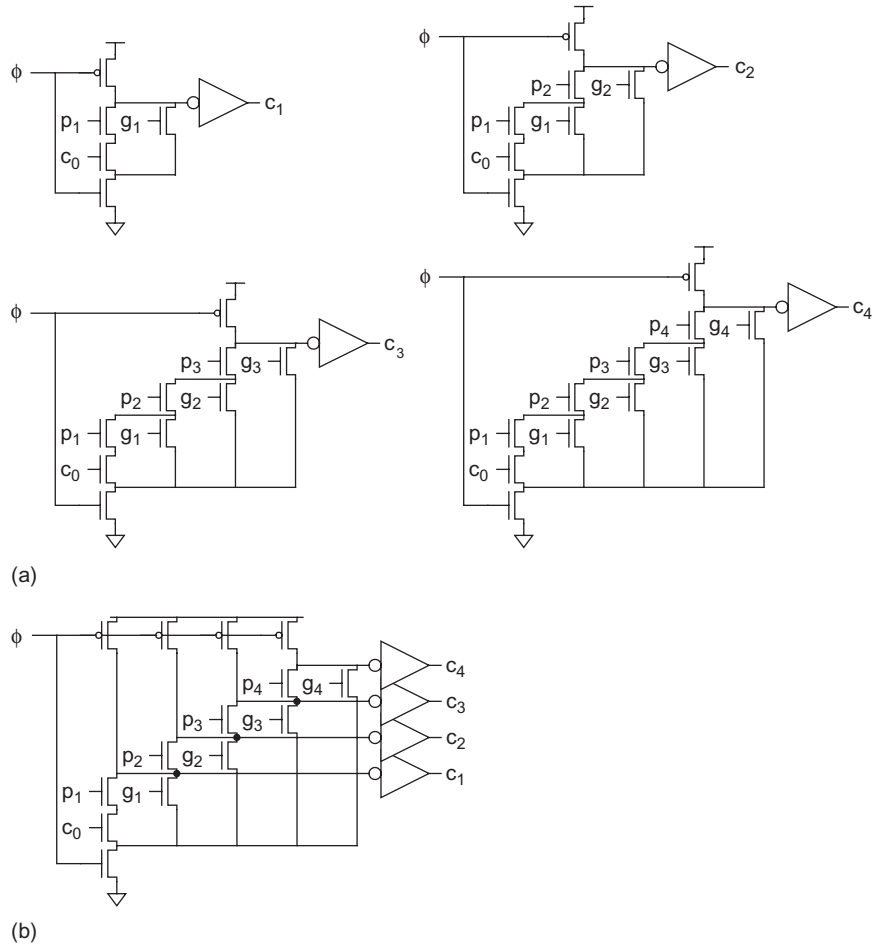 ϕ
p₁
g₁
c₀
c₁
ϕ
p₂
g₂
p₁
g₁
c₀
c₂
ϕ
p₃
g₃
p₂
g₂
p₁
g₁
c₀
c₃
ϕ
p₄
g₄
p₃
g₃
p₂
g₂
p₁
g₁
c₀
c₄
(a)
ϕ
p₄
g₄
c₄
p₃
g₃
c₃
p₂
g₂
c₂
p₁
g₁
c₁
c₀
(b)